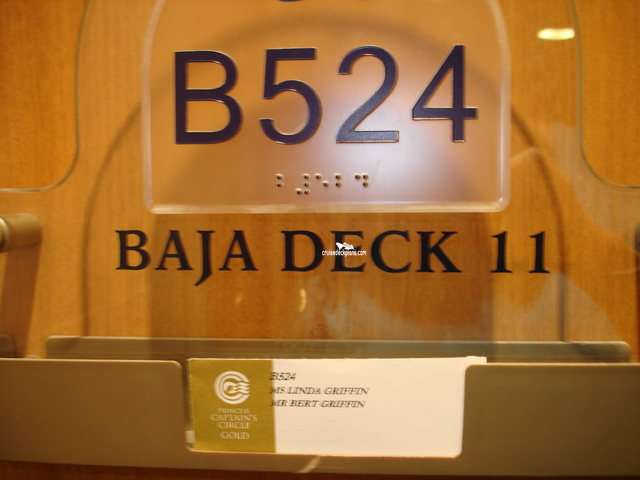 B524
BAJA DECK 11
cruisedeckplans.com
B524
MS LINDA GRIFFIN
MR BERT GRIFFIN
PRINCESS
CAPTAIN'S
CIRCLE
GOLD